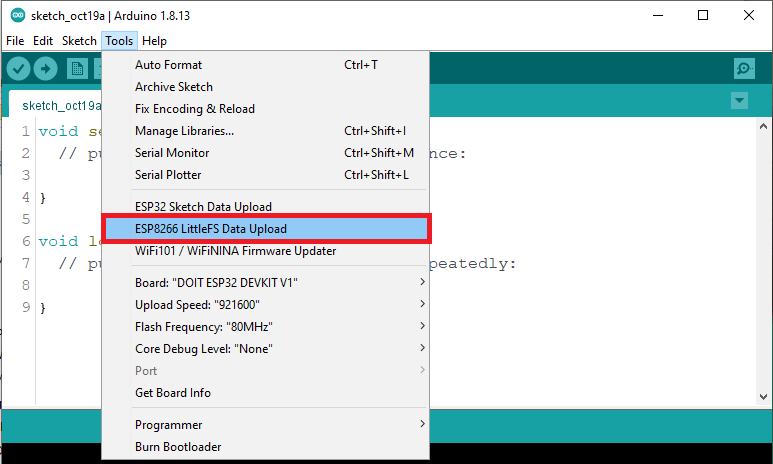 sketch_oct19a | Arduino 1.8.13
File Edit Sketch Tools Help
sketch_oct19a
Auto Format Ctrl+T
Archive Sketch
Fix Encoding & Reload
Manage Libraries... Ctrl+Shift+I
Serial Monitor Ctrl+Shift+M
Serial Plotter Ctrl+Shift+L
ESP32 Sketch Data Upload
ESP8266 LittleFS Data Upload
WiFi101 / WiFiNINA Firmware Updater
Board: "DOIT ESP32 DEVKIT V1"
Upload Speed: "921600"
Flash Frequency: "80MHz"
Core Debug Level: "None"
Port
Get Board Info
Programmer
Burn Bootloader
1 void se
2 // pu nce:
3
4 }
5
6 void lo
7 // pu peatedly:
8
9 }